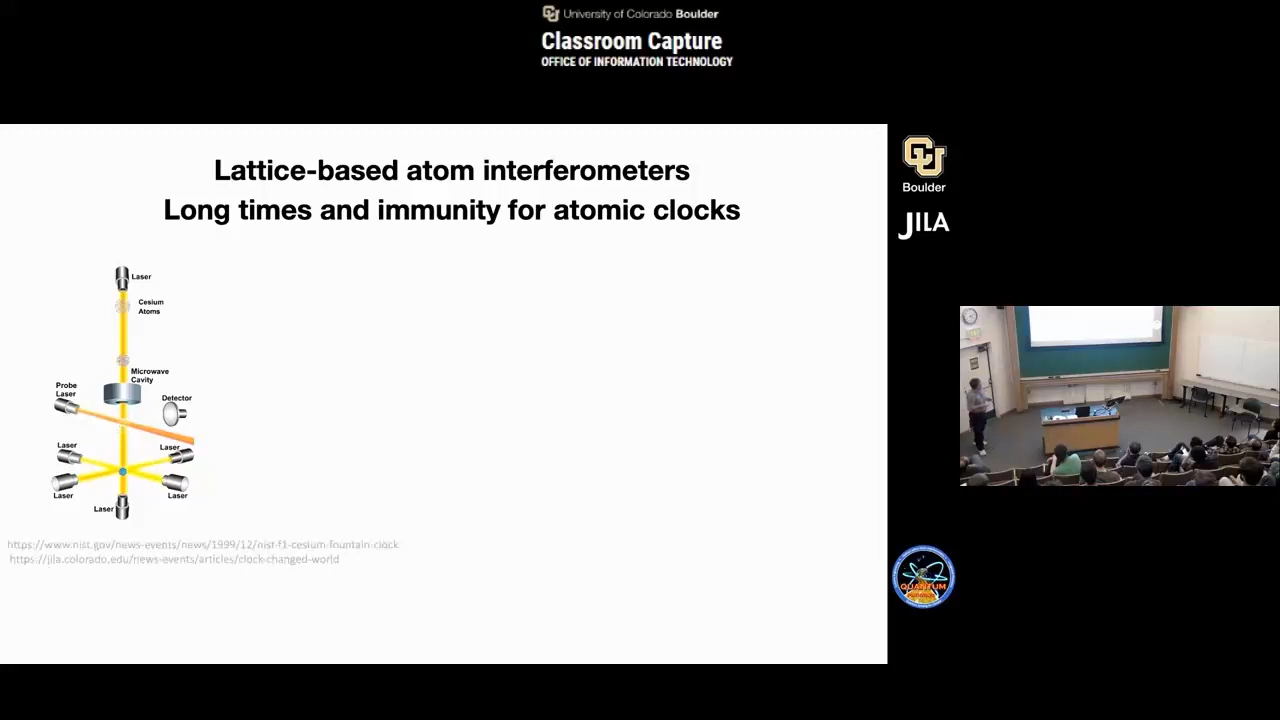 University of Colorado Boulder
Classroom Capture
OFFICE OF INFORMATION TECHNOLOGY
Lattice-based atom interferometers
Long times and immunity for atomic clocks
Laser
Cesium
Atoms
Microwave
Cavity
Probe
Laser
Detector
Laser
Laser
Laser
Laser
Laser
https://www.nist.gov/news-events/news/1999/12/nist-f1-cesium-fountain-clock
https://jila.colorado.edu/news-events/articles/clock-changed-world
CU
Boulder
JILA
QUANTUM